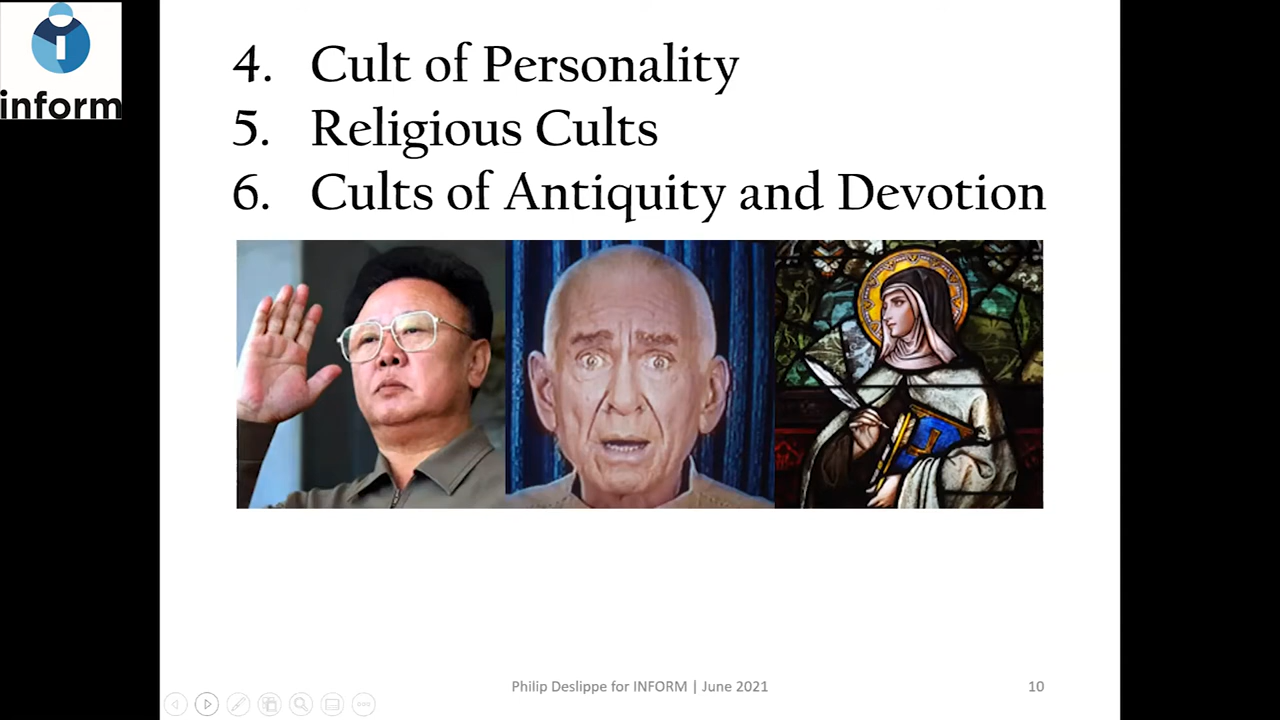 inform
4. Cult of Personality
5. Religious Cults
6. Cults of Antiquity and Devotion
Philip Deslippe for INFORM | June 2021
10